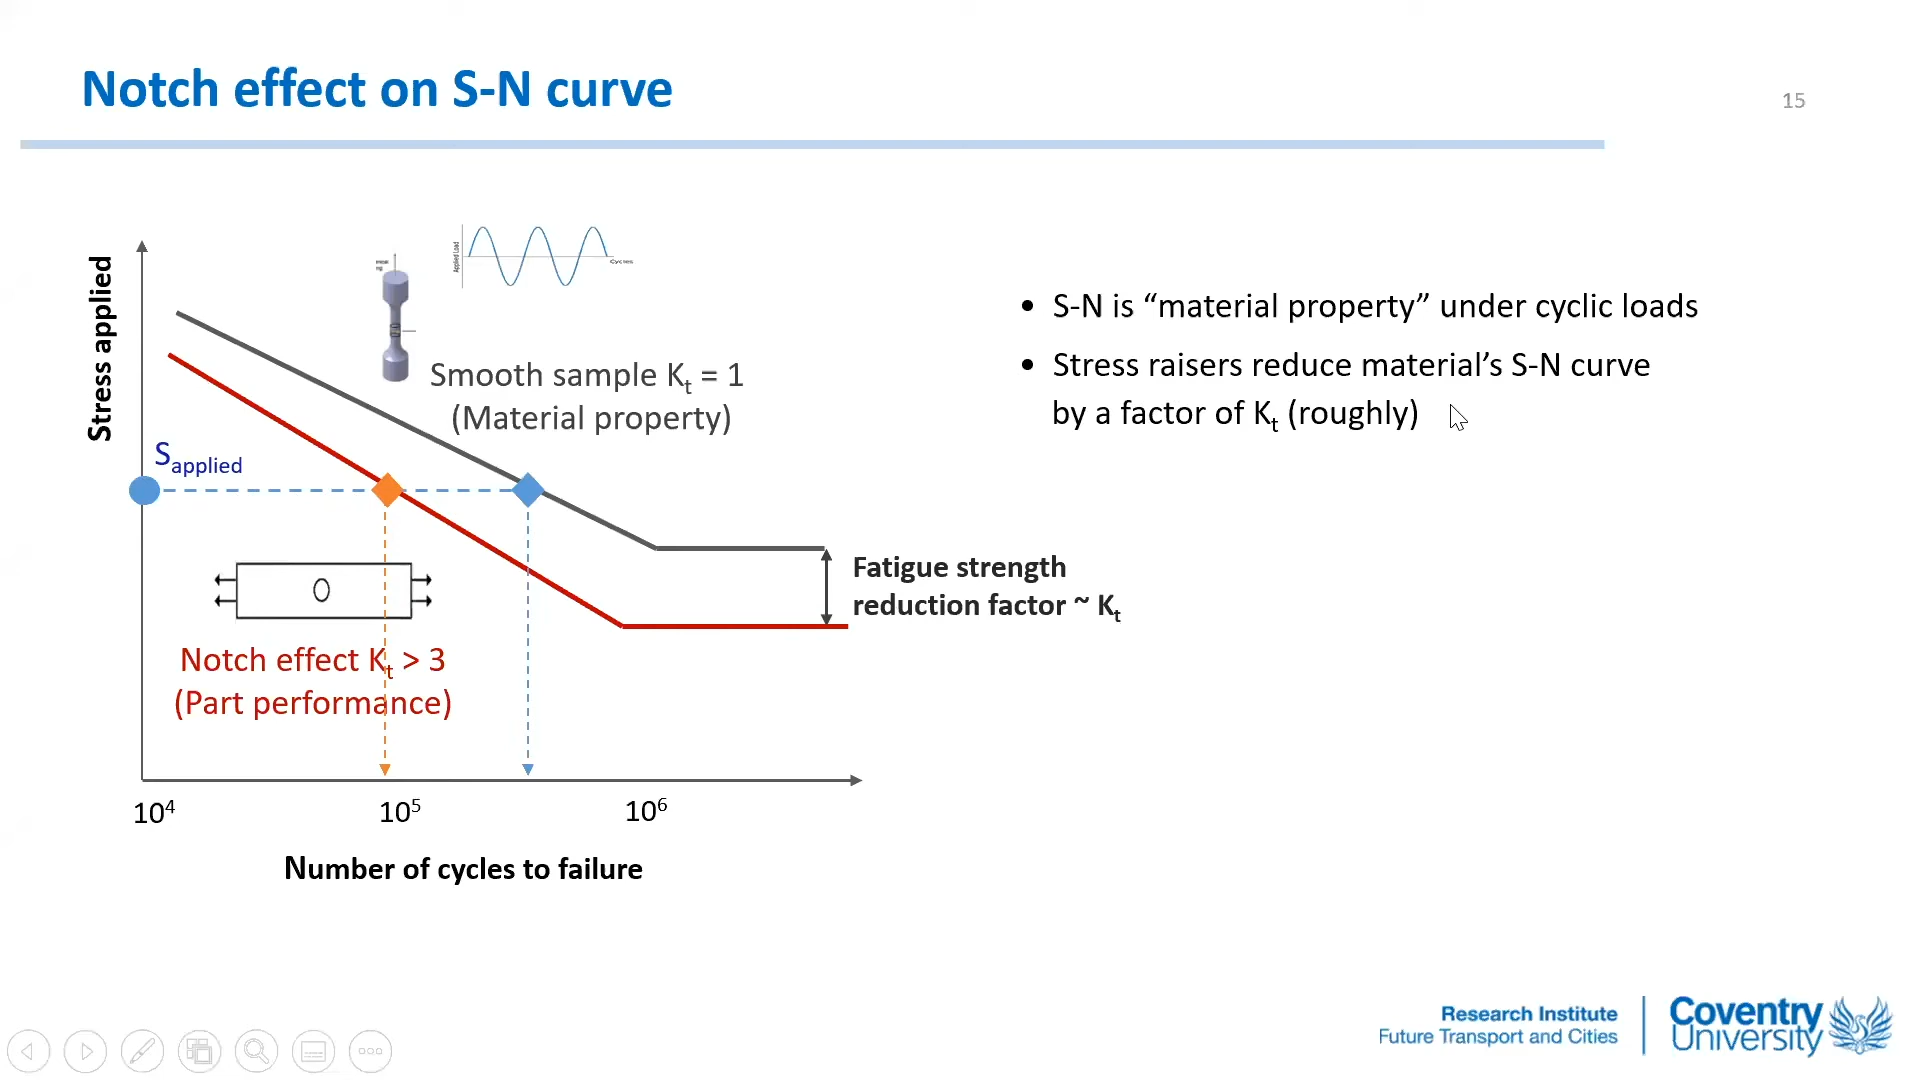 Notch effect on S-N curve
15
Stress applied
Applied Load
Cycles
Smooth sample Kt = 1
(Material property)
Sapplied
Notch effect Kt > 3
(Part performance)
Fatigue strength
reduction factor ~ Kt
10⁴
10⁵
10⁶
Number of cycles to failure
• S-N is “material property” under cyclic loads
• Stress raisers reduce material’s S-N curve
by a factor of Kt (roughly)
Research Institute
Future Transport and Cities
Coventry
University